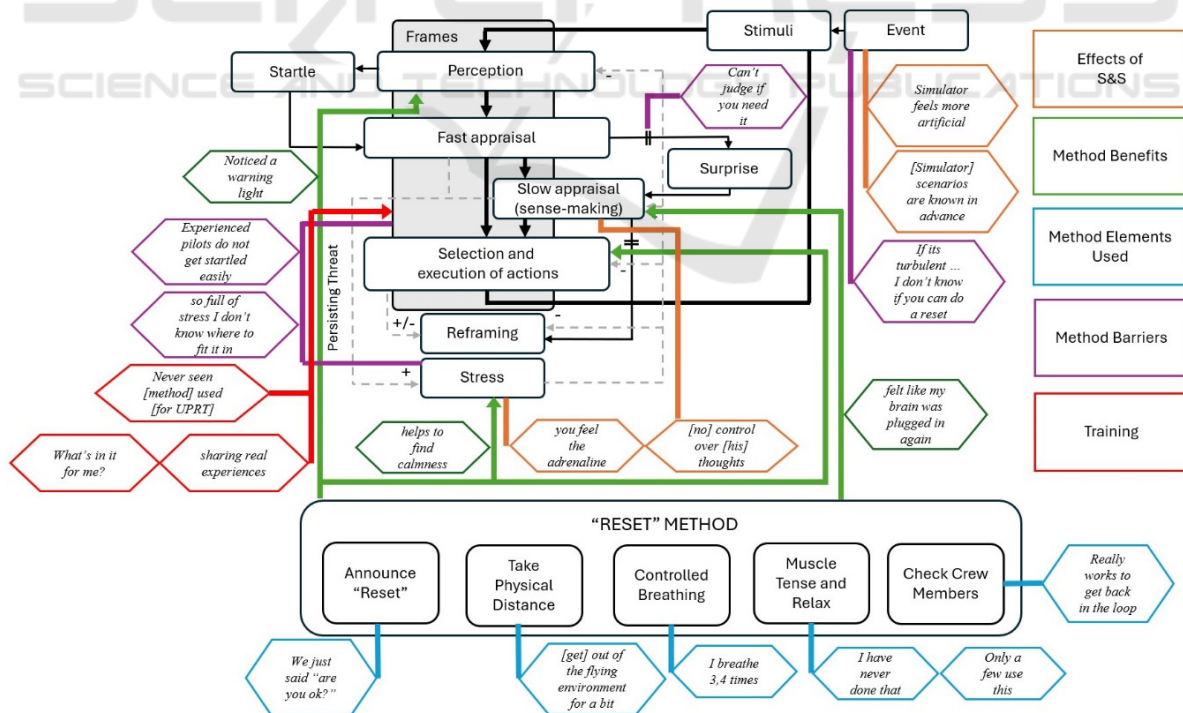 SCIENCE AND TECHNOLOGY PUBLICATIONS
Frames
Stimuli
Event
Startle
Perception
-
Can't
judge if
you need
it
Effects of
S&S
Simulator
feels more
artificial
Fast appraisal
Noticed a
warning
light
Surprise
Method Benefits
Slow appraisal
(sense-making)
[Simulator]
scenarios
are known in
advance
Experienced
pilots do not
get startled
easily
Selection and
execution of actions
-
Method Elements
Used
If its
turbulent ...
I don't know
if you can do
a reset
Persisting Threat
so full of
stress I don't
know where to
fit it in
+/-
Reframing
-
Method Barriers
+
Stress
Never seen
[method] used
[for UPRT]
felt like my
brain was
plugged in
again
Training
What's in it
for me?
sharing real
experiences
helps to
find
calmness
you feel
the
adrenaline
[no] control
over [his]
thoughts
“RESET” METHOD
Announce
“Reset”
Take
Physical
Distance
Controlled
Breathing
Muscle
Tense and
Relax
Check Crew
Members
Really
works to
get back
in the loop
We just
said “are
you ok?”
[get] out of
the flying
environment
for a bit
I breathe
3,4 times
I have
never
done that
Only a
few use
this